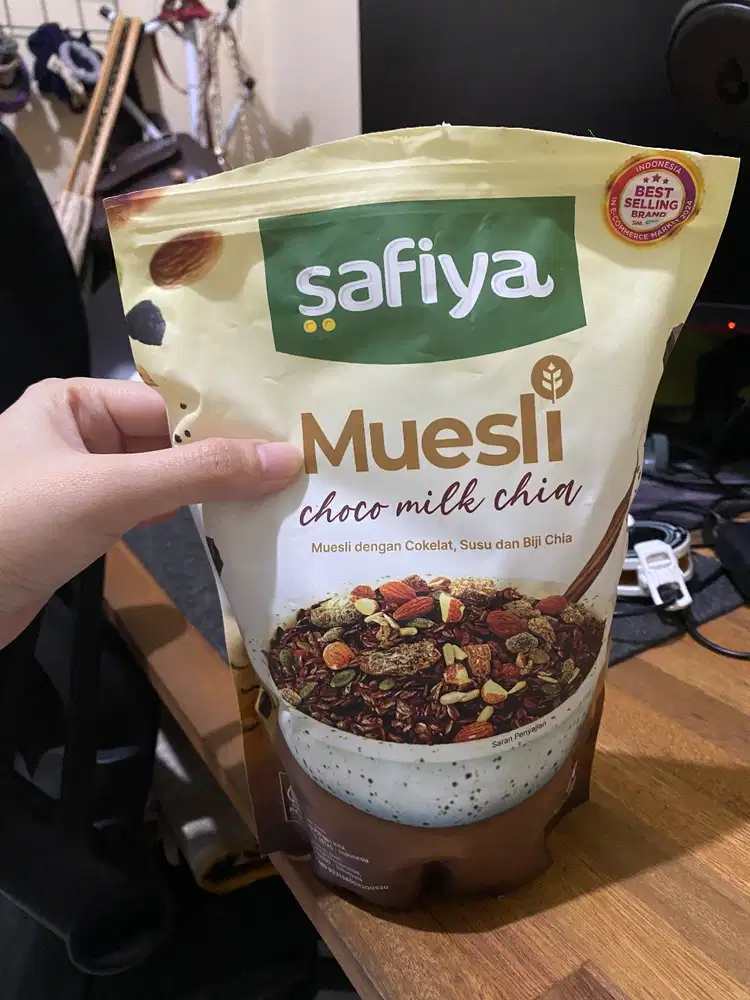 INDONESIA
BEST
SELLING
BRAND
IN E-COMMERCE MARKET 2024
safiya
Muesli
choco milk chia
Muesli dengan Cokelat, Susu dan Biji Chia
Saran Penyajian